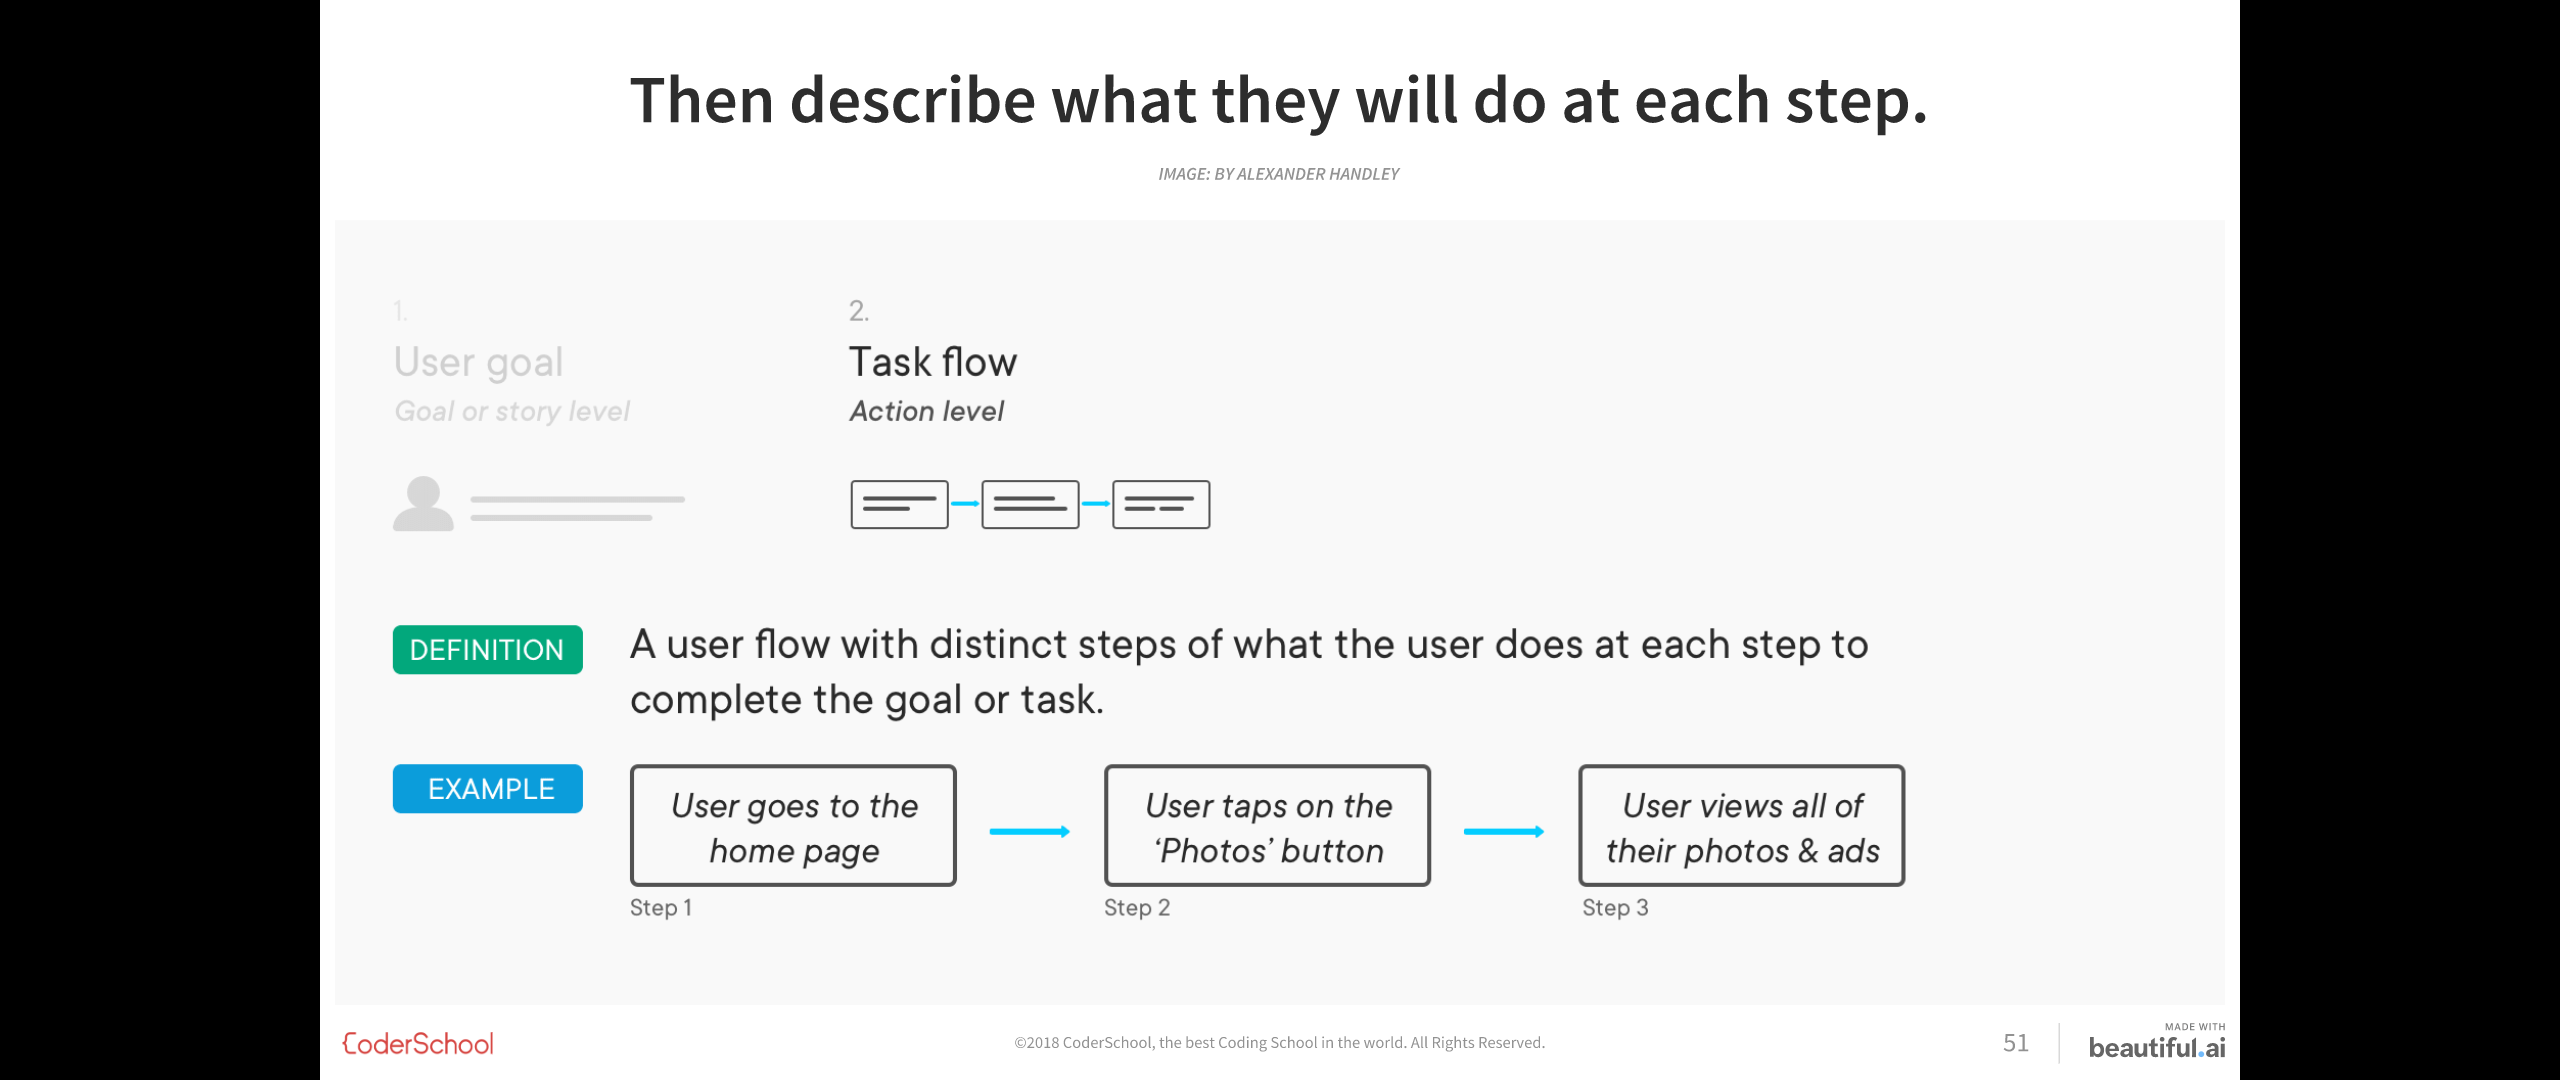 Then describe what they will do at each step.
IMAGE: BY ALEXANDER HANDLEY
1.
User goal
Goal or story level
2.
Task flow
Action level
DEFINITION
A user flow with distinct steps of what the user does at each step to
complete the goal or task.
EXAMPLE
User goes to the
home page
Step 1
User taps on the
‘Photos’ button
Step 2
User views all of
their photos & ads
Step 3
CoderSchool
©2018 CoderSchool, the best Coding School in the world. All Rights Reserved.
51
MADE WITH
beautiful.ai